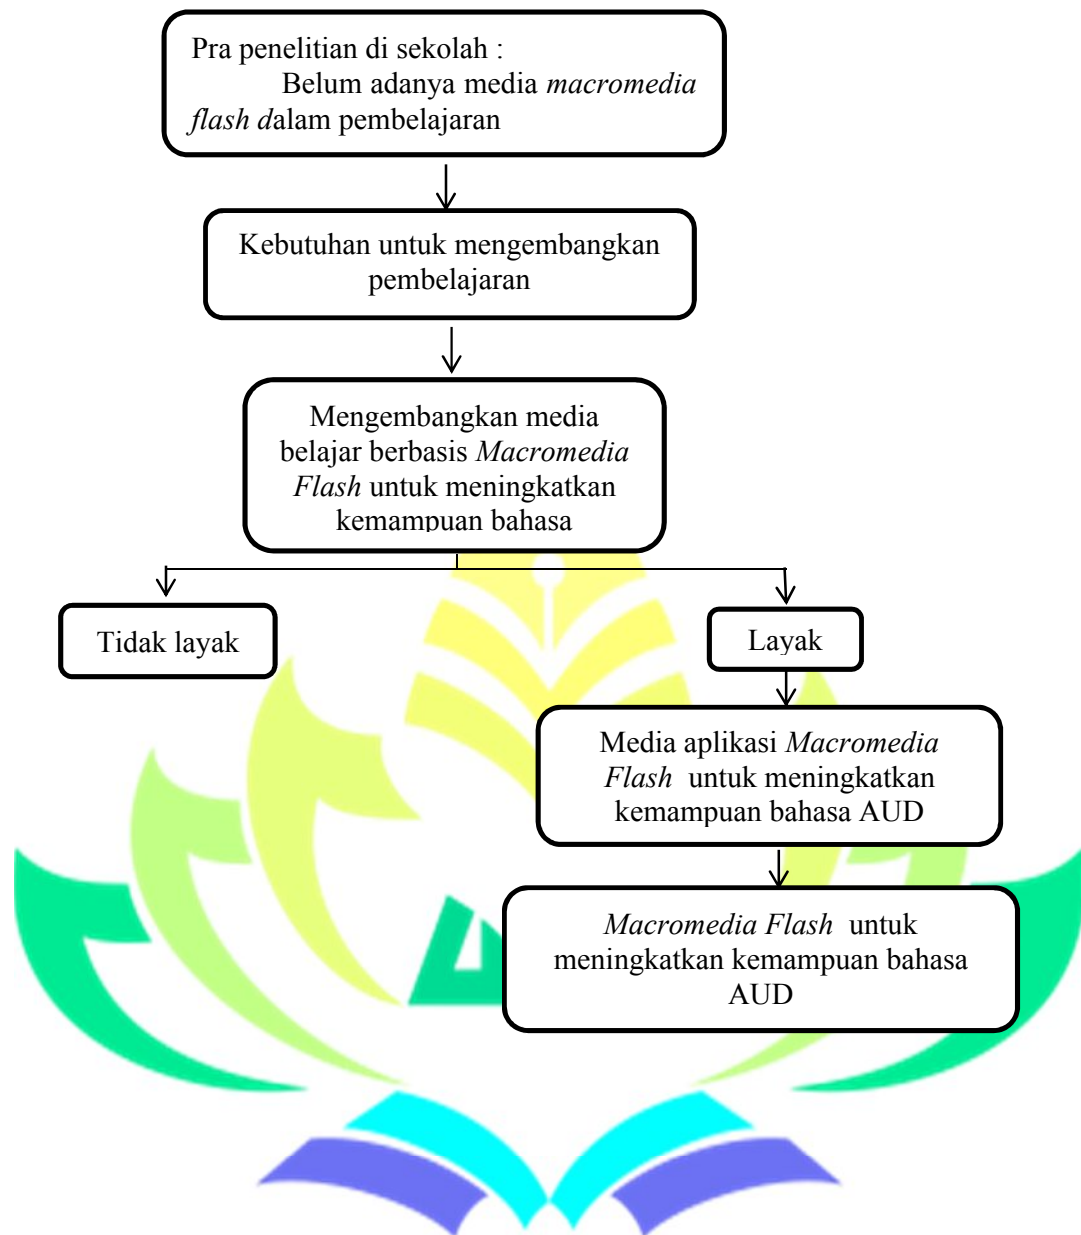 Pra penelitian di sekolah :
Belum adanya media macromedia
flash dalam pembelajaran
Kebutuhan untuk mengembangkan
pembelajaran
Mengembangkan media
belajar berbasis Macromedia
Flash untuk meningkatkan
kemampuan bahasa
Tidak layak
Layak
Media aplikasi Macromedia
Flash untuk meningkatkan
kemampuan bahasa AUD
Macromedia Flash untuk
meningkatkan kemampuan bahasa
AUD